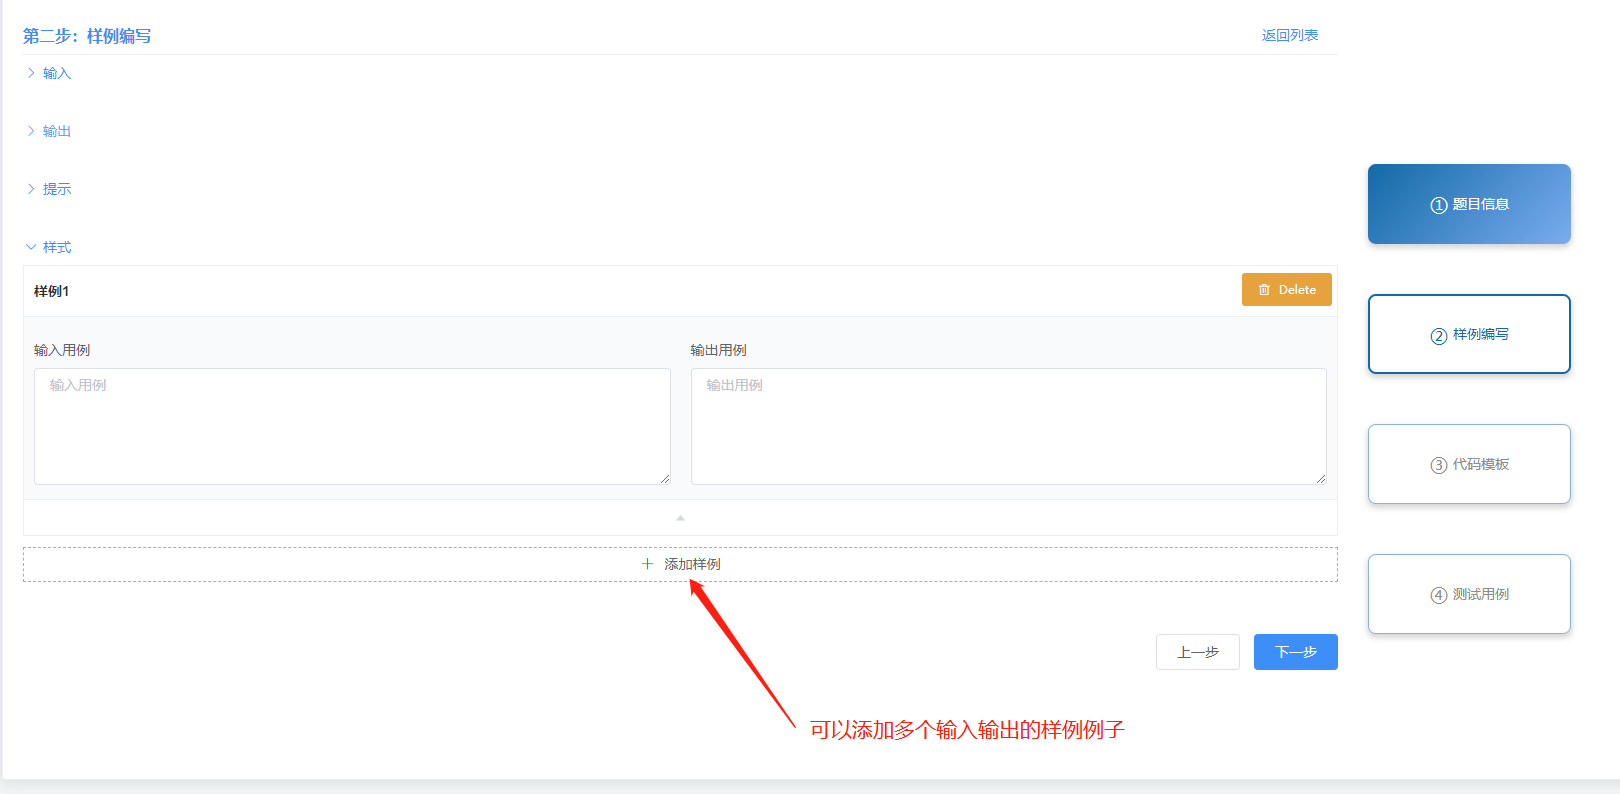 第二步：样例编写
返回列表
输入
输出
提示
样式
样例1
Delete
输入用例
输出用例
输入用例
输出用例
添加样例
上一步
下一步
可以添加多个输入输出的样例例子
① 题目信息
② 样例编写
③ 代码模板
④ 测试用例